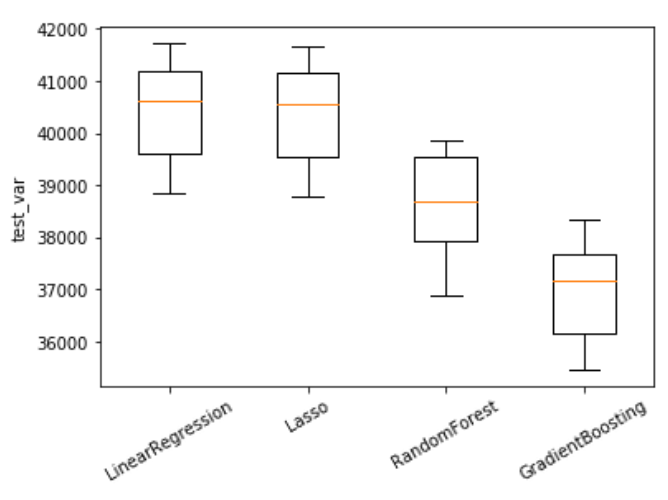 42000
41000
40000
39000
38000
37000
36000
test_var
LinearRegression
Lasso
RandomForest
GradientBoosting